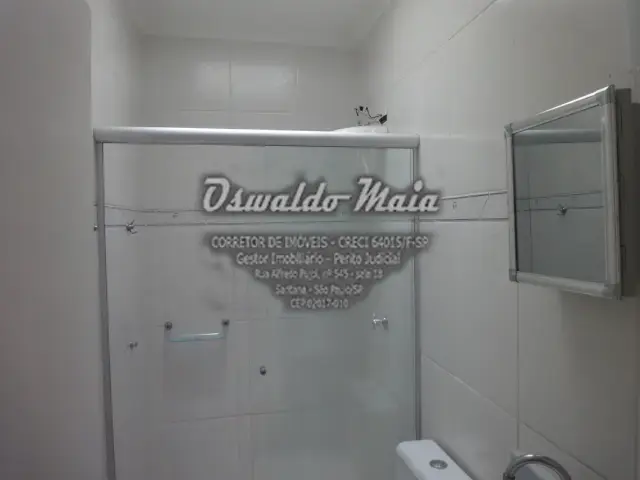 Oswaldo Maia
CORRETOR DE IMÓVEIS - CRECI 64015/F-SP
Gestor Imobiliário - Perito Judicial
Rua Alfredo Pujol, nº 545 - sala 18
Santana - São Paulo/SP
CEP 02017-010